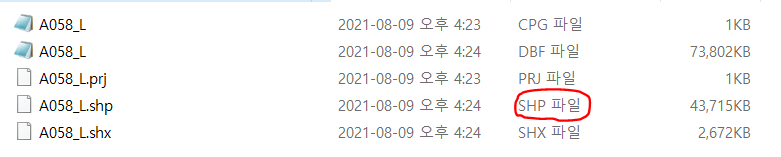 A058_L 2021-08-09 오후 4:23 CPG 파일 1KB
A058_L 2021-08-09 오후 4:24 DBF 파일 73,802KB
A058_L.prj 2021-08-09 오후 4:23 PRJ 파일 1KB
A058_L.shp 2021-08-09 오후 4:24 SHP 파일 43,715KB
A058_L.shx 2021-08-09 오후 4:24 SHX 파일 2,672KB